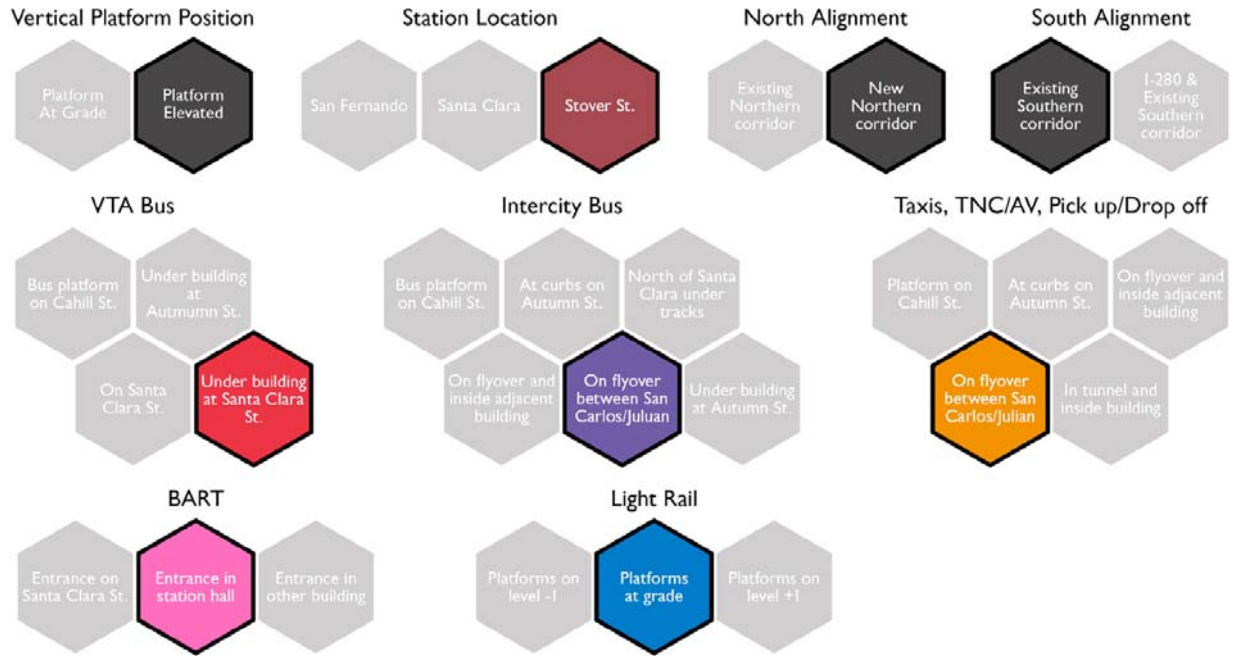 Vertical Platform Position
Station Location
North Alignment
South Alignment
Platform
At Grade
Platform
Elevated
San Fernando
Santa Clara
Stover St.
Existing
Northern
corridor
New
Northern
corridor
Existing
Southern
corridor
I-280 &
Existing
Southern
corridor
VTA Bus
Intercity Bus
Taxis, TNC/AV, Pick up/Drop off
Bus platform
on Cahill St.
Under building
at
Autmumn St.
On Santa
Clara St.
Under building
at Santa Clara
St.
Bus platform
on Cahill St.
At curbs on
Autumn St.
North of Santa
Clara under
tracks
On flyover and
inside adjacent
building
On flyover
between San
Carlos/Juluan
Under building
at Autumn St.
Platform on
Cahill St.
At curbs on
Autumn St.
On flyover and
inside adjacent
building
On flyover
between San
Carlos/Julian
In tunnel and
inside building
BART
Light Rail
Entrance on
Santa Clara St.
Entrance in
station hall
Entrance in
other building
Platforms on
level -1
Platforms
at grade
Platforms on
level +1